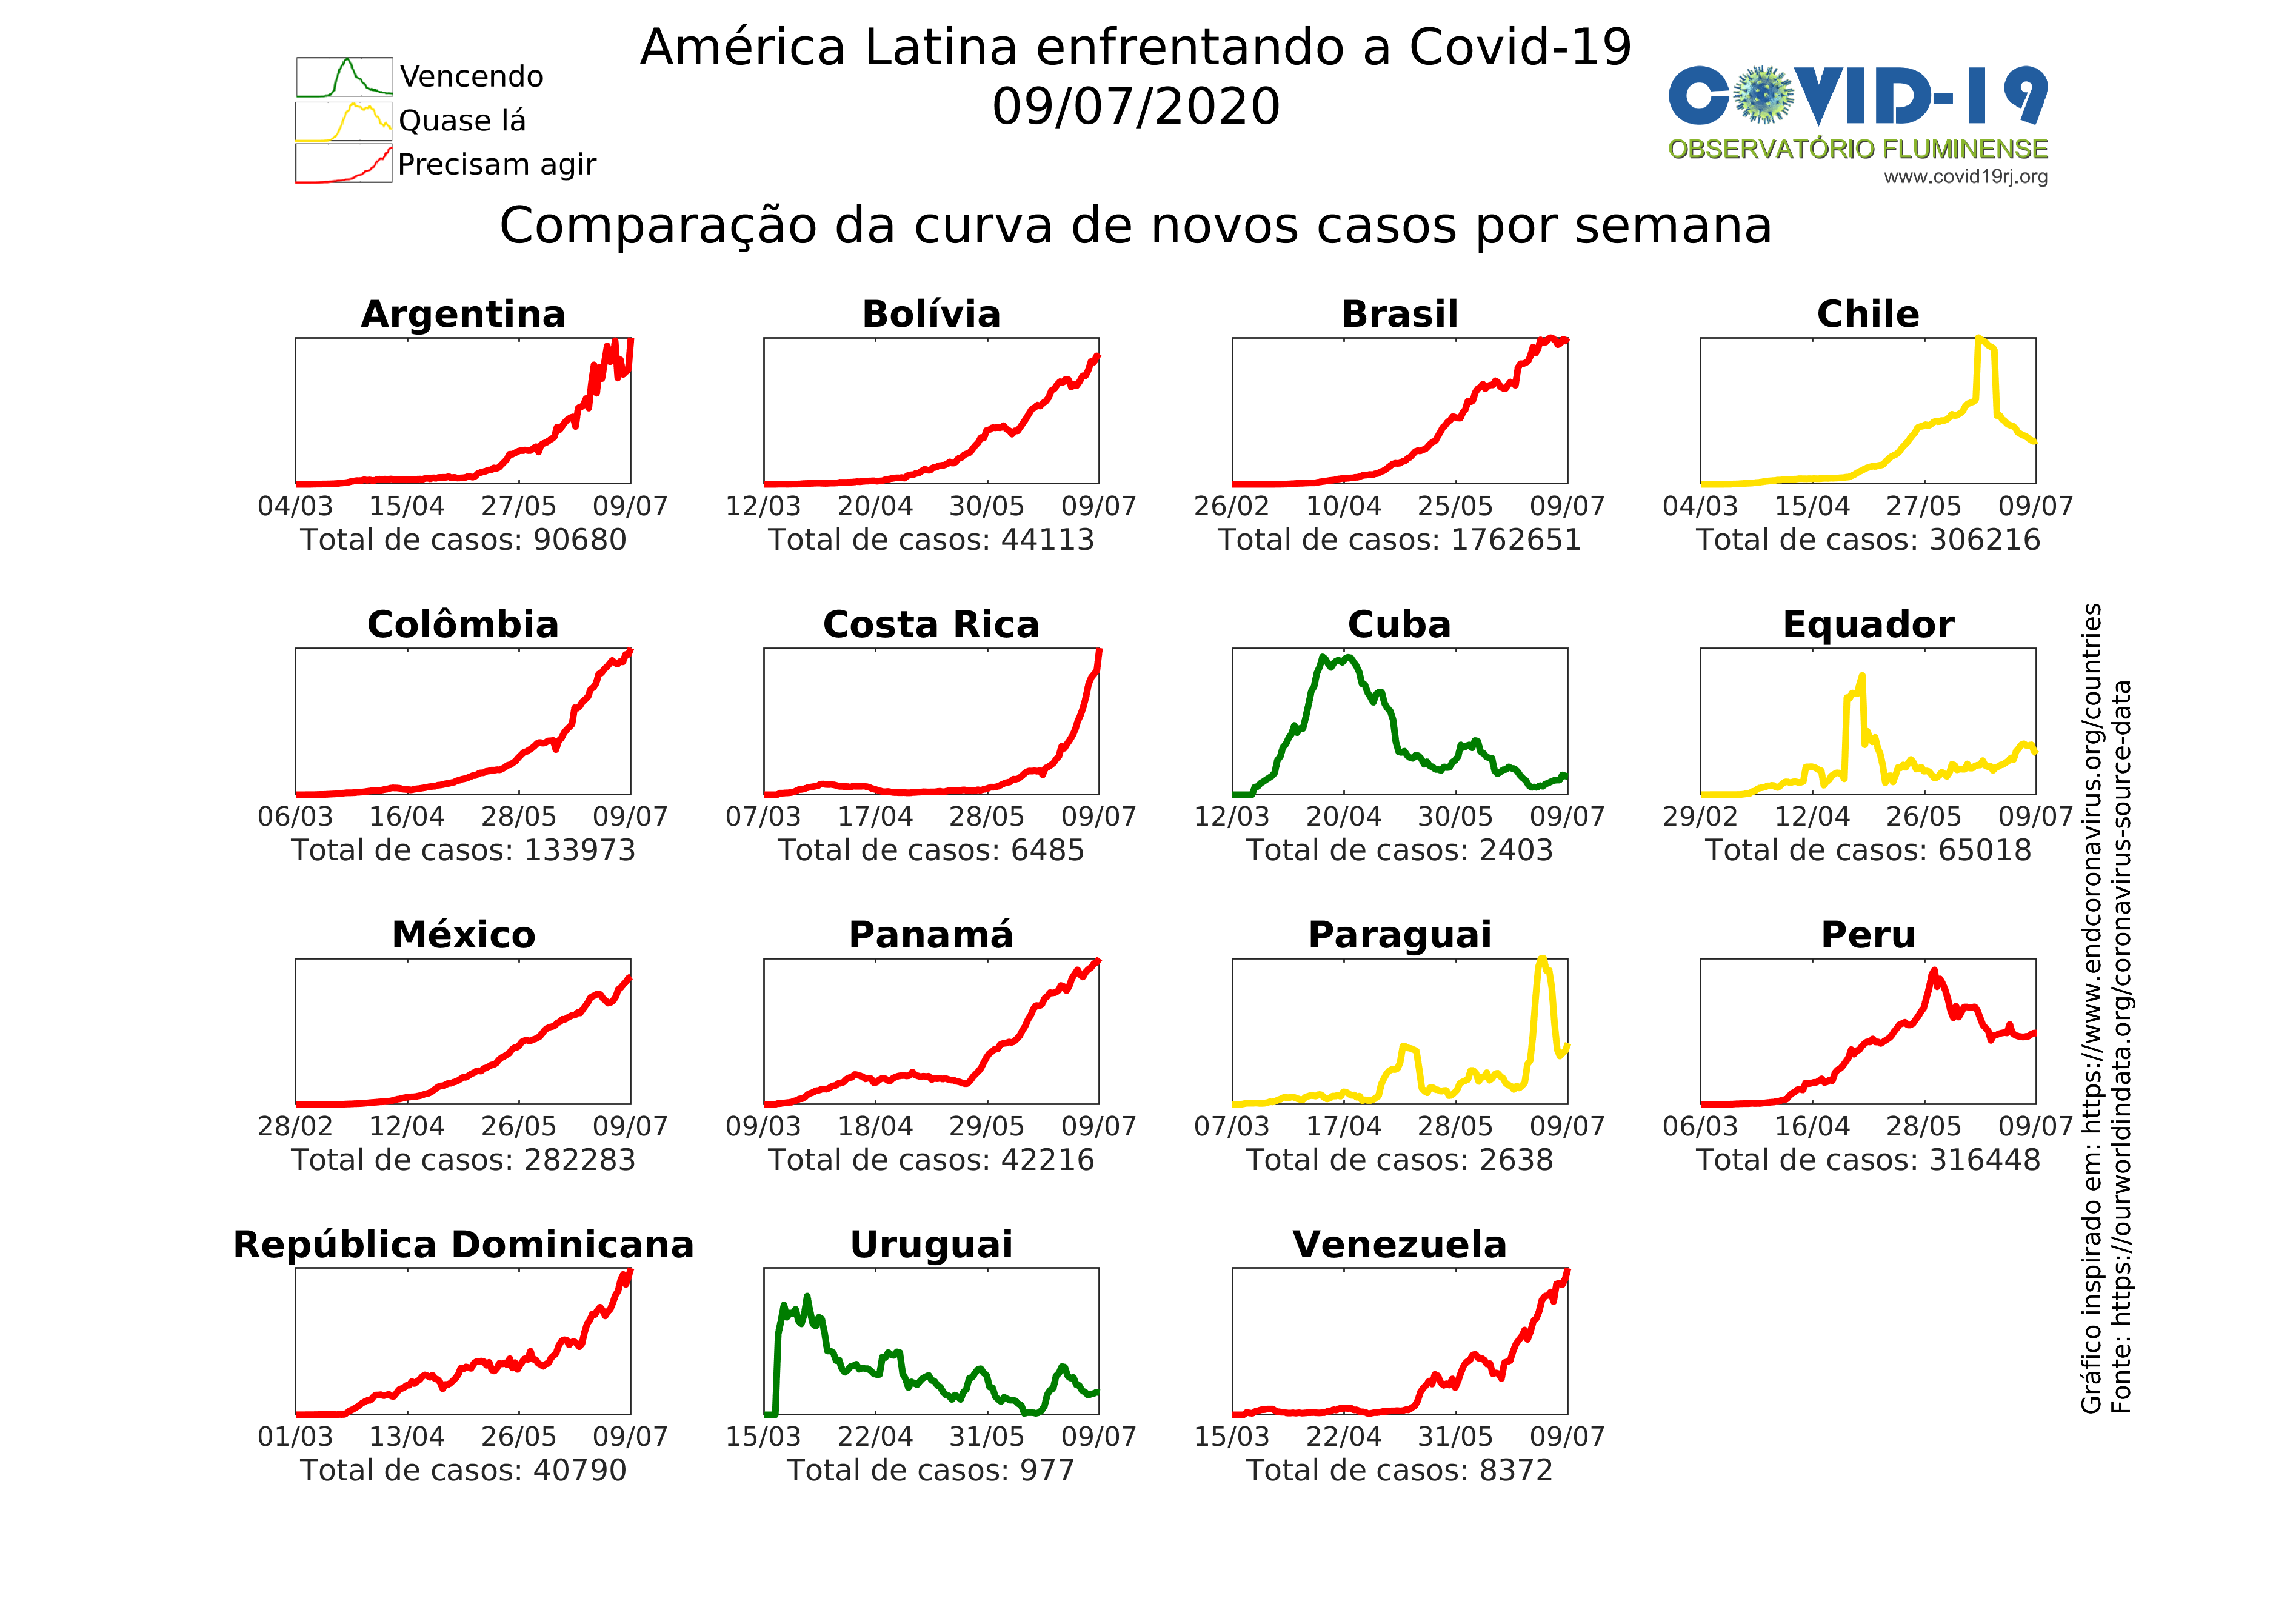 América Latina enfrentando a Covid-19
09/07/2020
Vencendo
Quase lá
Precisam agir
COVID-19
OBSERVATÓRIO FLUMINENSE
www.covid19rj.org
Comparação da curva de novos casos por semana
Argentina
04/03 15/04 27/05 09/07
Total de casos: 90680
Bolívia
12/03 20/04 30/05 09/07
Total de casos: 44113
Brasil
26/02 10/04 25/05 09/07
Total de casos: 1762651
Chile
04/03 15/04 27/05 09/07
Total de casos: 306216
Colômbia
06/03 16/04 28/05 09/07
Total de casos: 133973
Costa Rica
07/03 17/04 28/05 09/07
Total de casos: 6485
Cuba
12/03 20/04 30/05 09/07
Total de casos: 2403
Equador
29/02 12/04 26/05 09/07
Total de casos: 65018
México
28/02 12/04 26/05 09/07
Total de casos: 282283
Panamá
09/03 18/04 29/05 09/07
Total de casos: 42216
Paraguai
07/03 17/04 28/05 09/07
Total de casos: 2638
Peru
06/03 16/04 28/05 09/07
Total de casos: 316448
República Dominicana
01/03 13/04 26/05 09/07
Total de casos: 40790
Uruguai
15/03 22/04 31/05 09/07
Total de casos: 977
Venezuela
15/03 22/04 31/05 09/07
Total de casos: 8372
Gráfico inspirado em: https://www.endcoronavirus.org/countries
Fonte: https://ourworldindata.org/coronavirus-source-data